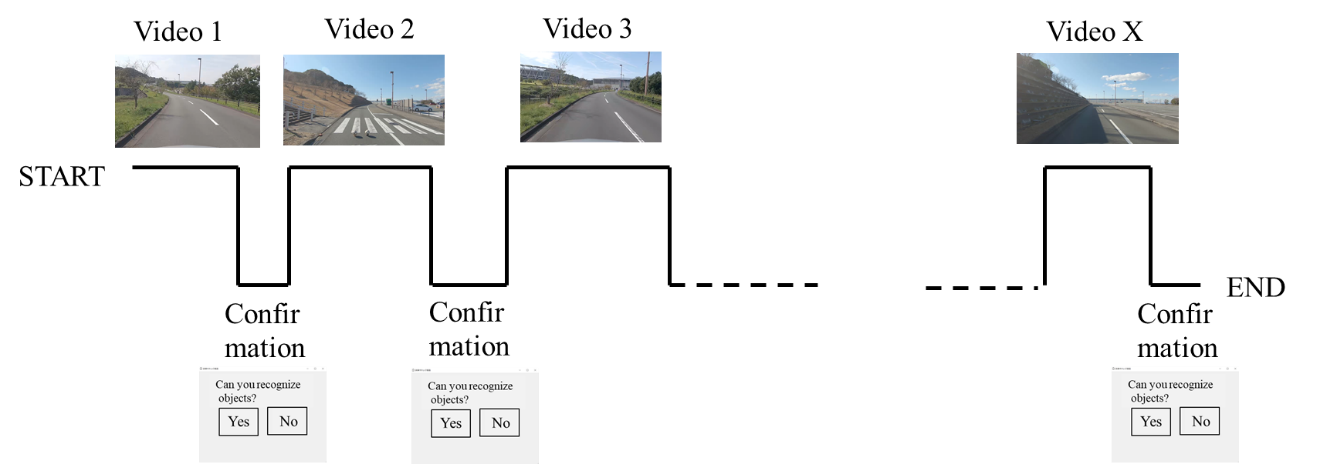 Video 1
Video 2
Video 3
Video X
START
END
Confir
mation
Can you recognize
objects?
Yes
No
Confir
mation
Can you recognize
objects?
Yes
No
Confir
mation
Can you recognize
objects?
Yes
No